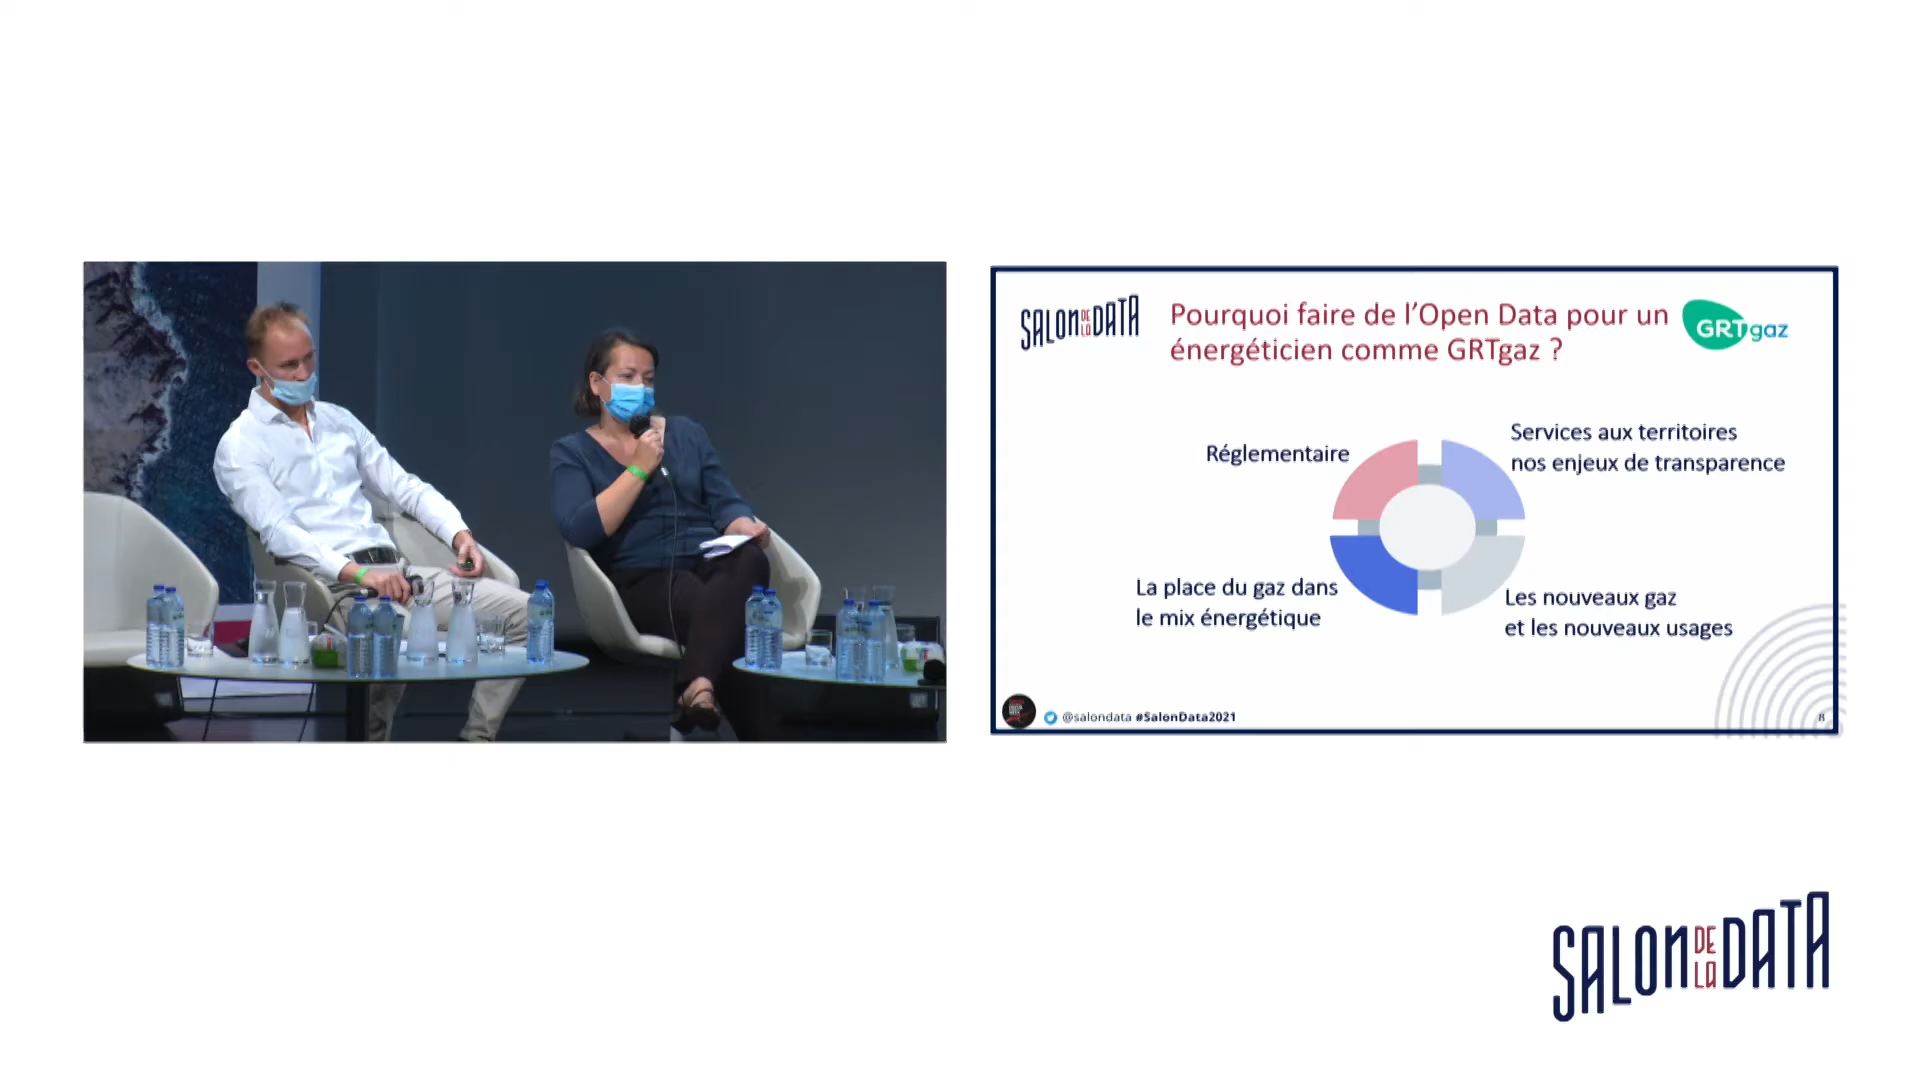 SALON DE LA DATA
Pourquoi faire de l'Open Data pour un
énergéticien comme GRTgaz ?
GRTgaz
Réglementaire
Services aux territoires
nos enjeux de transparence
La place du gaz dans
le mix énergétique
Les nouveaux gaz
et les nouveaux usages
@salondata #SalonData2021
8
SALON DE LA DATA